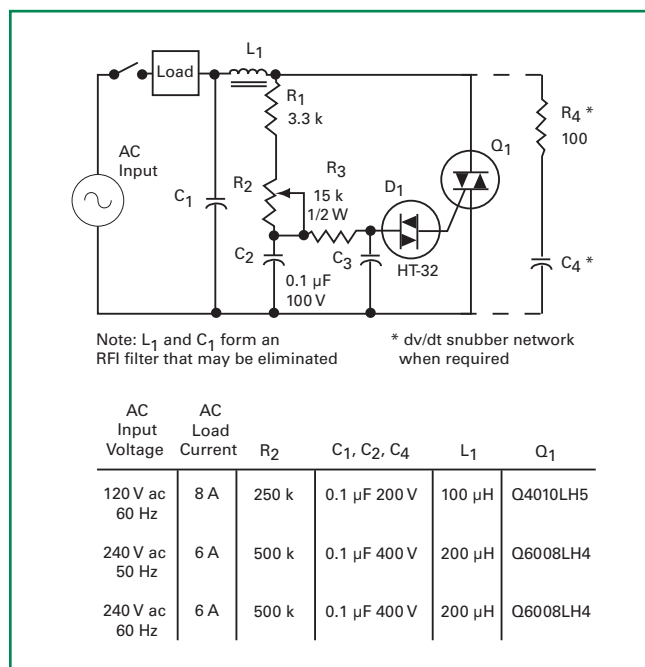 L1
Load
R1
3.3 k
R4 *
100
AC
Input
Q1
R3
D1
R2
15 k
1/2 W
C1
C2
C3
HT-32
C4 *
0.1 µF
100 V
Note: L1 and C1 form an
RFI filter that may be eliminated
* dv/dt snubber network
when required
AC
Input
Voltage
AC
Load
Current
R2
C1, C2, C4
L1
Q1
120 V ac
60 Hz
8 A
250 k
0.1 µF 200 V
100 µH
Q4010LH5
240 V ac
50 Hz
6 A
500 k
0.1 µF 400 V
200 µH
Q6008LH4
240 V ac
60 Hz
6 A
500 k
0.1 µF 400 V
200 µH
Q6008LH4